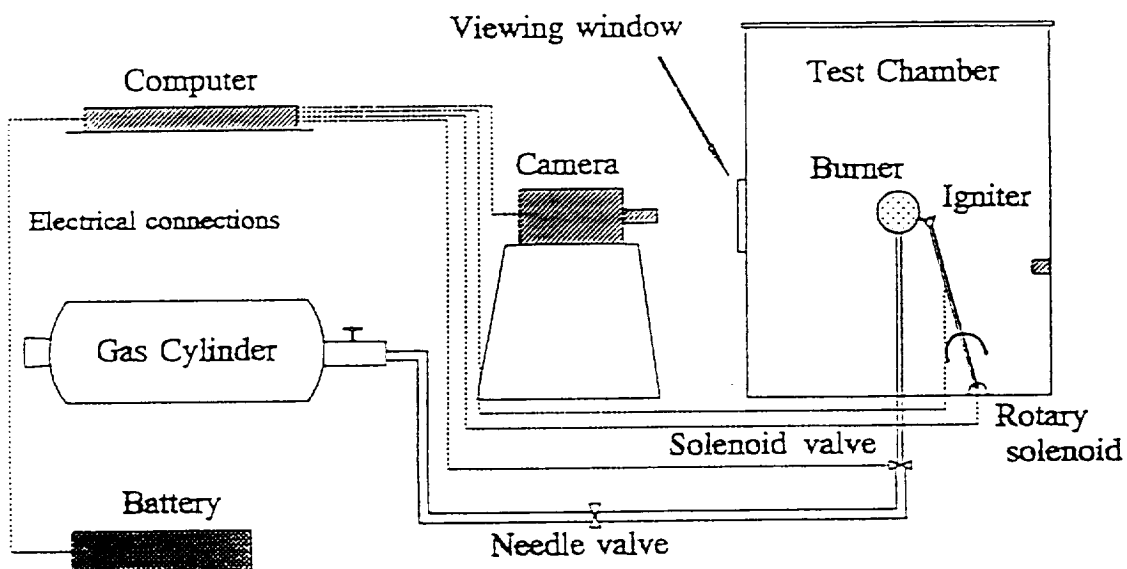 Viewing window
Computer
Test Chamber
Camera
Burner
Igniter
Electrical connections
Gas Cylinder
Rotary
solenoid
Solenoid valve
Battery
Needle valve